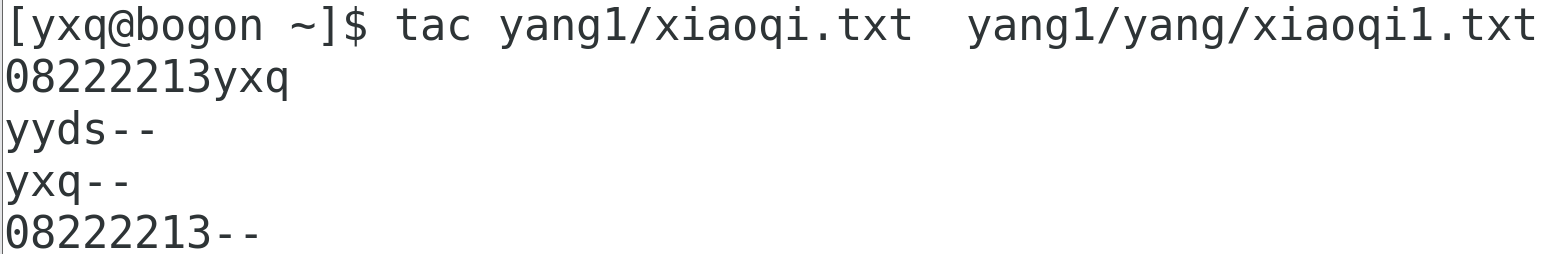 [yxq@bogon ~]$ tac yang1/xiaoqi.txt  yang1/yang/xiaoqi1.txt
08222213yxq
yyds--
yxq--
08222213--